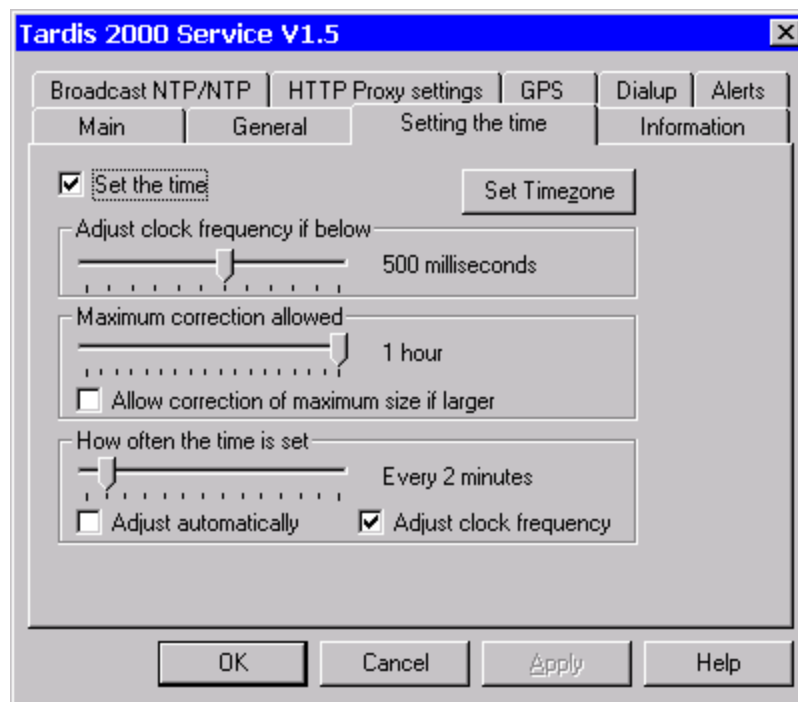 Tardis 2000 Service V1.5
Broadcast NTP/NTP HTTP Proxy settings GPS Dialup Alerts
Main General Setting the time Information
Set the time Set Timezone
Adjust clock frequency if below
500 milliseconds
Maximum correction allowed
1 hour
Allow correction of maximum size if larger
How often the time is set
Every 2 minutes
Adjust automatically Adjust clock frequency
OK Cancel Apply Help